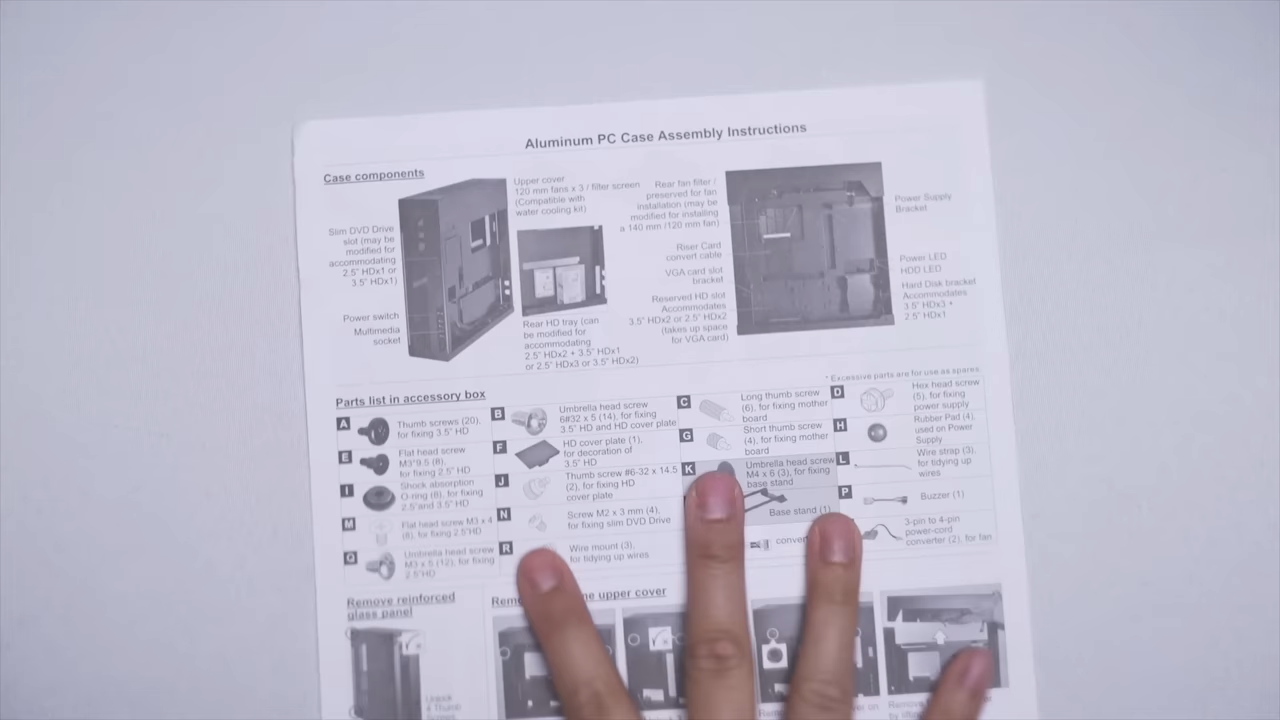 Aluminum PC Case Assembly Instructions
Case components
Slim DVD Drive
slot (may be
modified for
accommodating
2.5" HDx1 or
3.5" HDx1)
Power switch
Multimedia
socket
Upper cover
120 mm fans x 3 / filter screen
(Compatible with
water cooling kit)
Rear HD tray (can
be modified for
accommodating
2.5" HDx2 + 3.5" HDx1
or 2.5" HDx3 or 3.5" HDx2)
Rear fan filter /
preserved for fan
installation (may be
modified for installing
a 140 mm /120 mm fan)
Riser Card
convert cable
VGA card slot
bracket
Reserved HD slot
Accommodates
3.5" HDx2 or 2.5" HDx2
(takes up space
for VGA card)
Power Supply
Bracket
Power LED
HDD LED
Hard Disk bracket
Accommodates
3.5" HDx3 +
2.5" HDx1
Parts list in accessory box
* Excessive parts are for use as spares.
A
Thumb screws (20),
for fixing 3.5" HD
B
Umbrella head screw
6#32 x 5 (14), for fixing
3.5" HD and HD cover plate
C
Long thumb screw
(6), for fixing mother
board
D
Hex head screw
(5), for fixing
power supply
E
Flat head screw
M3*9.5 (8),
for fixing 2.5" HD
F
HD cover plate (1),
for decoration of
3.5" HD
G
Short thumb screw
(4), for fixing mother
board
H
Rubber Pad (4),
used on Power
Supply
I
Shock absorption
O-ring (8), for fixing
2.5"and 3.5" HD
J
Thumb screw #6-32 x 14.5
(2), for fixing HD
cover plate
K
Umbrella head screw
M4 x 6 (3), for fixing
base stand
Base stand (1)
L
Wire strap (3),
for tidying up
wires
M
Flat head screw M3 x 4
(8), for fixing 2.5"HD
N
Screw M2 x 3 mm (4),
for fixing slim DVD Drive
P
Buzzer (1)
Q
Umbrella head screw
M3 x 5 (12), for fixing
2.5"HD
R
Wire mount (3),
for tidying up wires
3-pin to 4-pin
power-cord
converter (2), for fan
Remove reinforced
glass panel
upper cover